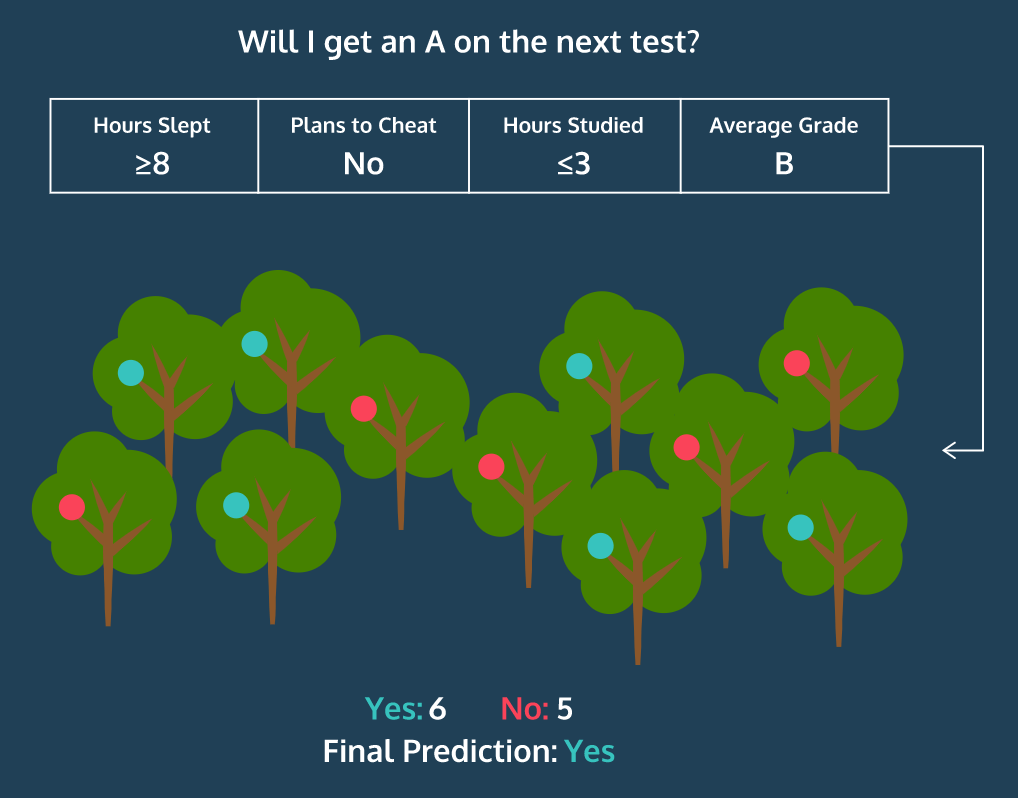 Will I get an A on the next test?
Hours Slept Plans to Cheat Hours Studied Average Grade
≥8 No ≤3 B
Yes: 6 No: 5
Final Prediction: Yes